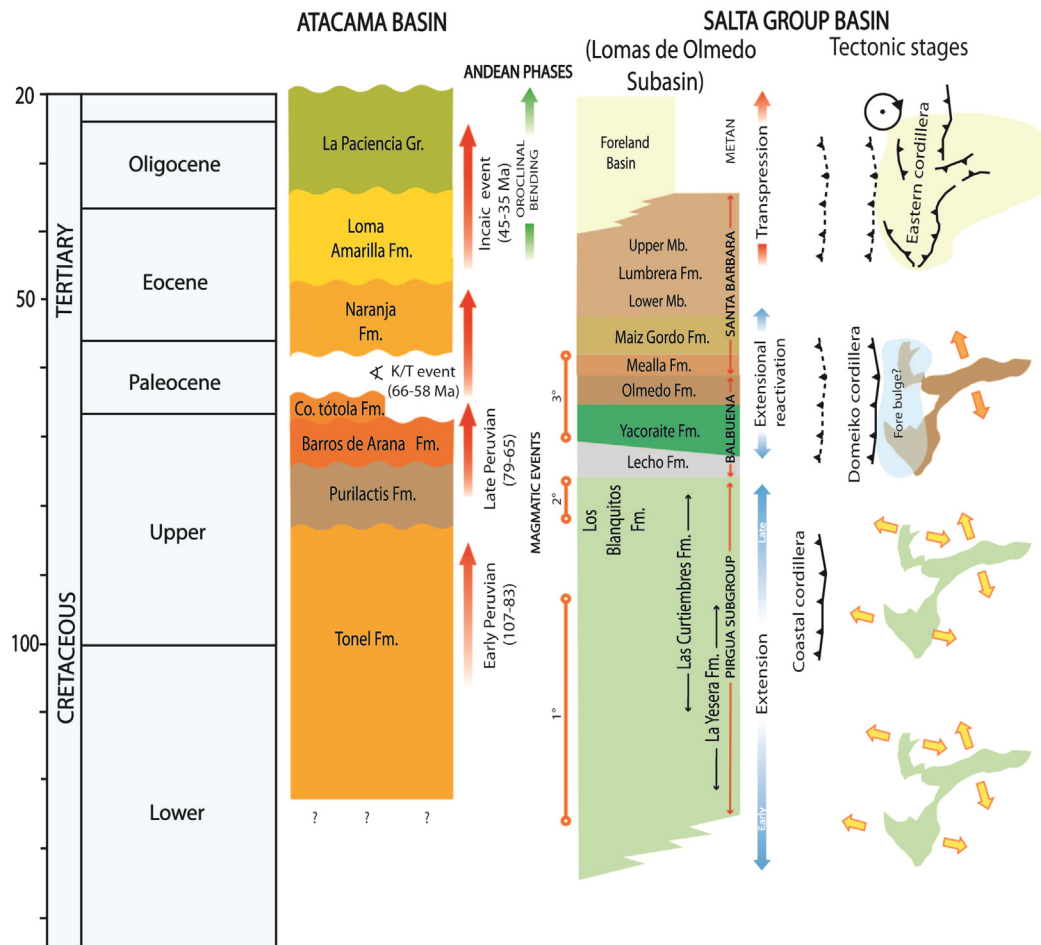 ATACAMA BASIN
SALTA GROUP BASIN
(Lomas de Olmedo
Subasin)
Tectonic stages
ANDEAN PHASES
20
50
100
TERTIARY
CRETACEOUS
Oligocene
Eocene
Paleocene
Upper
Lower
La Paciencia Gr.
Loma
Amarilla Fm.
Naranja
Fm.
K/T event
(66-58 Ma)
Co. tótola Fm.
Barros de Arana Fm.
Purilactis Fm.
Tonel Fm.
? ? ?
Incaic event
(45-35 Ma)
OROCLINAL
BENDING
Late Peruvian
(79-65)
Early Peruvian
(107-83)
MAGMATIC EVENTS
3°
2°
1°
Foreland
Basin
METAN
Upper Mb.
Lumbrera Fm.
Lower Mb.
Maiz Gordo Fm.
Mealla Fm.
Olmedo Fm.
Yacoraite Fm.
Lecho Fm.
Los
Blanquitos
Fm.
Las Curtiembres Fm.
La Yesera Fm.
SANTA BARBARA
BALBUENA
PIRGUA SUBGROUP
Transpression
Extensional
reactivation
Extension
Late
Early
Eastern cordillera
Domeiko cordillera
Fore bulge?
Coastal cordillera